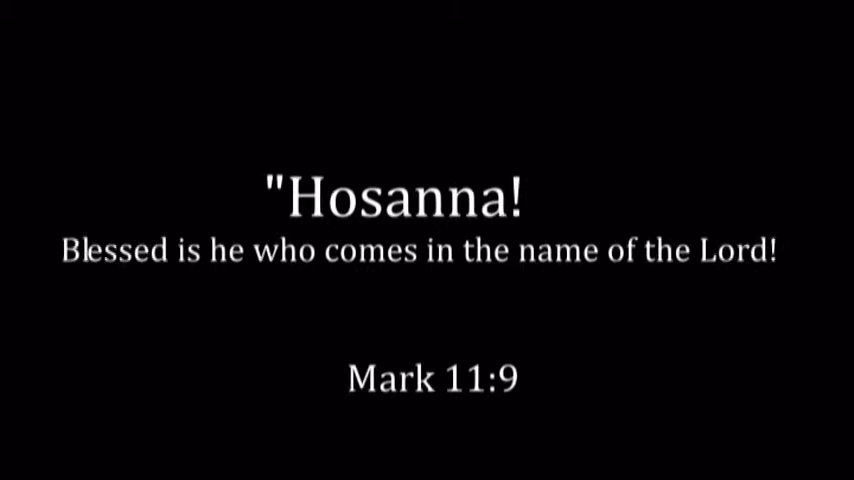 "Hosanna!
Blessed is he who comes in the name of the Lord!
Mark 11:9